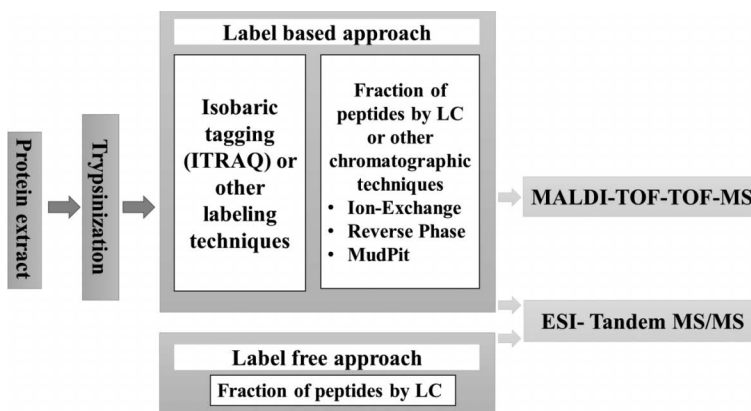 Protein extract
Trypsinization
Label based approach
Isobaric
tagging
(ITRAQ) or
other
labeling
techniques
Fraction of
peptides by LC
or other
chromatographic
techniques
• Ion-Exchange
• Reverse Phase
• MudPit
Label free approach
Fraction of peptides by LC
MALDI-TOF-TOF-MS
ESI- Tandem MS/MS